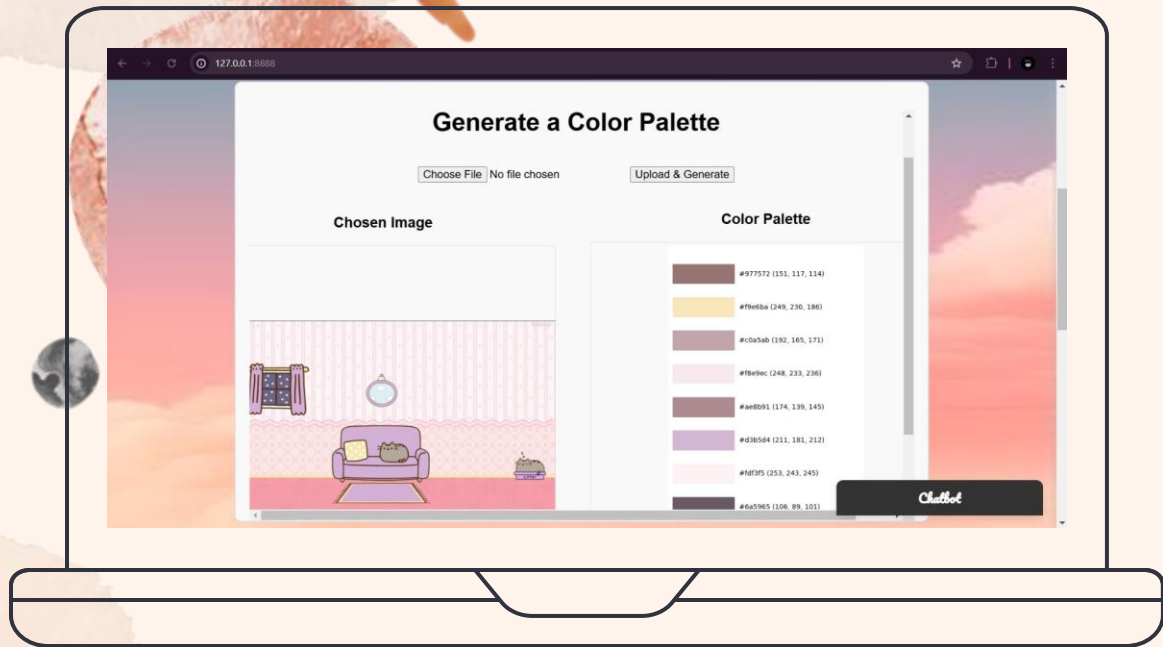 127.0.0.1:8888
Generate a Color Palette
Choose File No file chosen Upload & Generate
Chosen Image
Color Palette
#977572 (151, 117, 114)
#f9e6ba (249, 230, 186)
#c0a5ab (192, 165, 171)
#f8e9ec (248, 233, 236)
#ae8b91 (174, 139, 145)
#d3b5d4 (211, 181, 212)
#fdf3f5 (253, 243, 245)
#6a5965 (106, 89, 101)
Chatbot